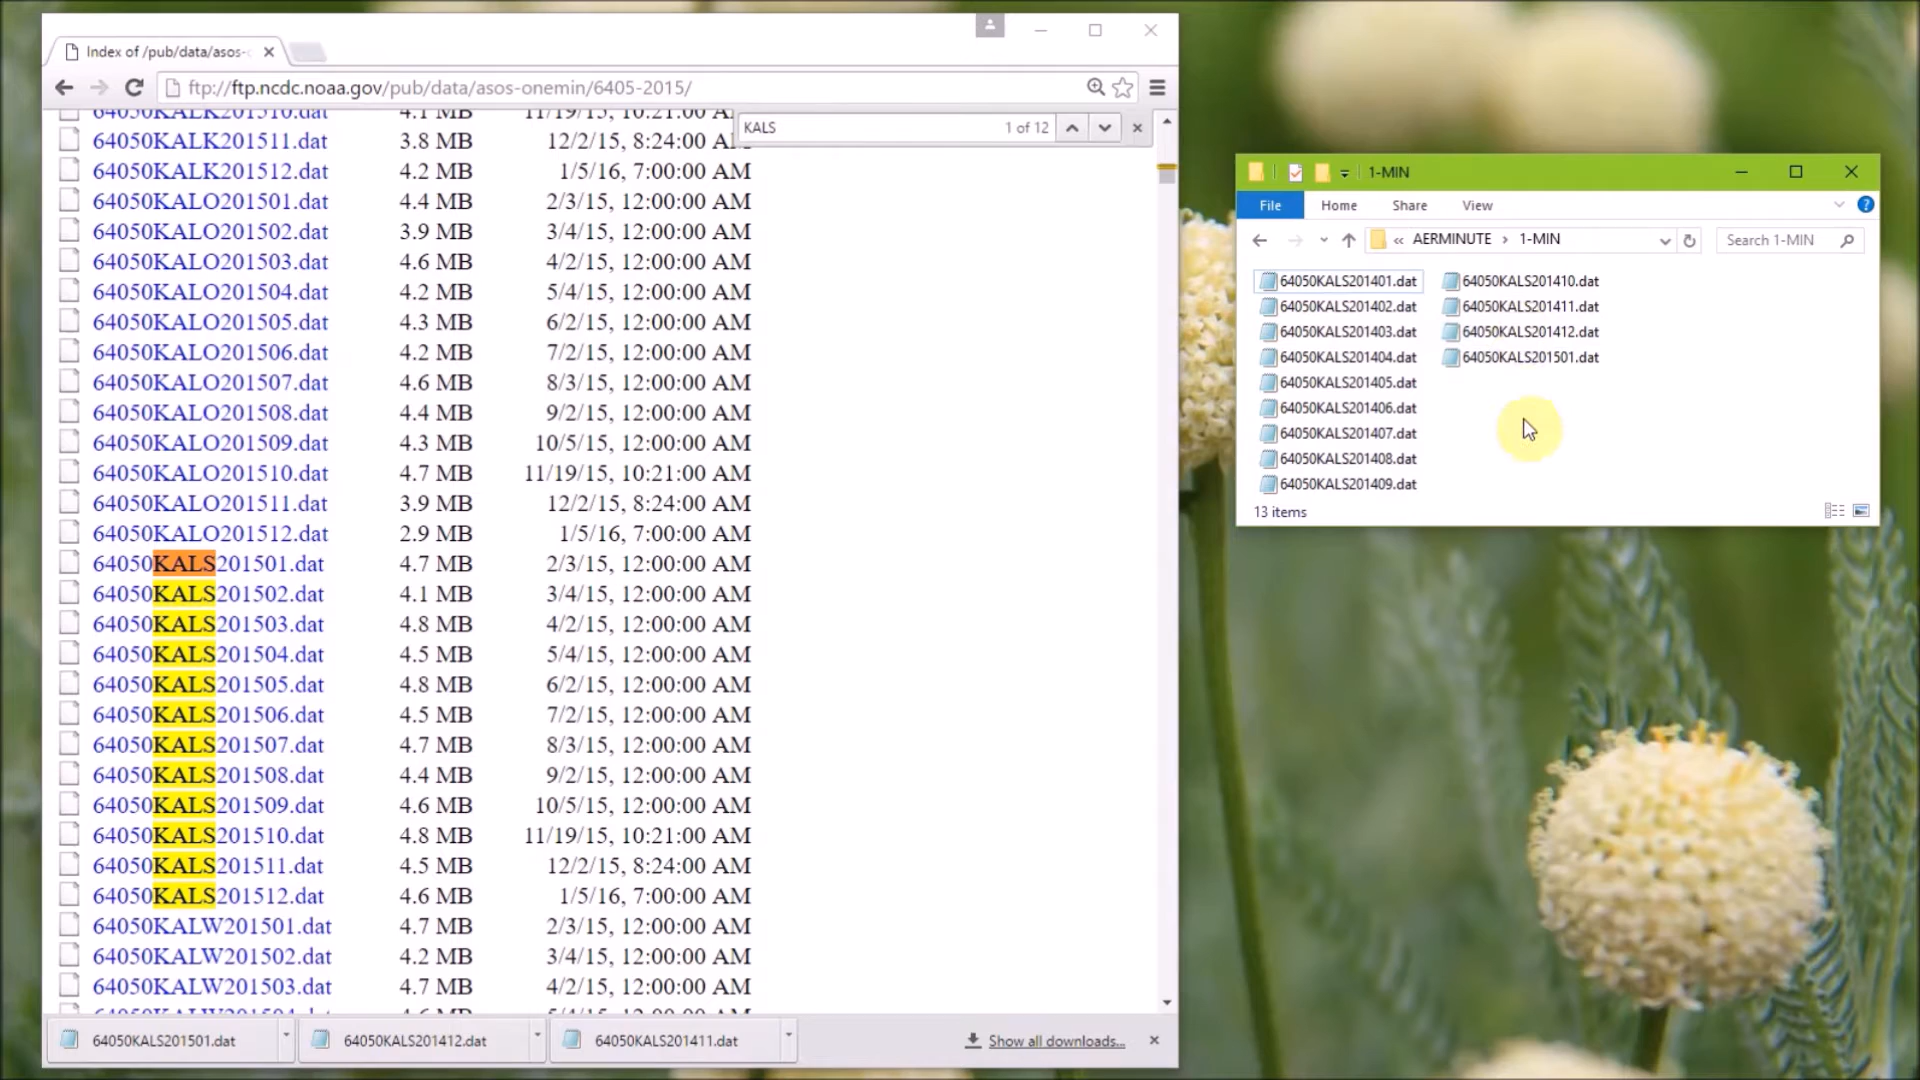 Index of /pub/data/asos-
ftp://ftp.ncdc.noaa.gov/pub/data/asos-onemin/6405-2015/
KALS 1 of 12
64050KALK201510.dat 4.1 MB 11/19/15, 10:21:00 A
64050KALK201511.dat 3.8 MB 12/2/15, 8:24:00 AM
64050KALK201512.dat 4.2 MB 1/5/16, 7:00:00 AM
64050KALO201501.dat 4.4 MB 2/3/15, 12:00:00 AM
64050KALO201502.dat 3.9 MB 3/4/15, 12:00:00 AM
64050KALO201503.dat 4.6 MB 4/2/15, 12:00:00 AM
64050KALO201504.dat 4.2 MB 5/4/15, 12:00:00 AM
64050KALO201505.dat 4.3 MB 6/2/15, 12:00:00 AM
64050KALO201506.dat 4.2 MB 7/2/15, 12:00:00 AM
64050KALO201507.dat 4.6 MB 8/3/15, 12:00:00 AM
64050KALO201508.dat 4.4 MB 9/2/15, 12:00:00 AM
64050KALO201509.dat 4.3 MB 10/5/15, 12:00:00 AM
64050KALO201510.dat 4.7 MB 11/19/15, 10:21:00 AM
64050KALO201511.dat 3.9 MB 12/2/15, 8:24:00 AM
64050KALO201512.dat 2.9 MB 1/5/16, 7:00:00 AM
64050KALS201501.dat 4.7 MB 2/3/15, 12:00:00 AM
64050KALS201502.dat 4.1 MB 3/4/15, 12:00:00 AM
64050KALS201503.dat 4.8 MB 4/2/15, 12:00:00 AM
64050KALS201504.dat 4.5 MB 5/4/15, 12:00:00 AM
64050KALS201505.dat 4.8 MB 6/2/15, 12:00:00 AM
64050KALS201506.dat 4.5 MB 7/2/15, 12:00:00 AM
64050KALS201507.dat 4.7 MB 8/3/15, 12:00:00 AM
64050KALS201508.dat 4.4 MB 9/2/15, 12:00:00 AM
64050KALS201509.dat 4.6 MB 10/5/15, 12:00:00 AM
64050KALS201510.dat 4.8 MB 11/19/15, 10:21:00 AM
64050KALS201511.dat 4.5 MB 12/2/15, 8:24:00 AM
64050KALS201512.dat 4.6 MB 1/5/16, 7:00:00 AM
64050KALW201501.dat 4.7 MB 2/3/15, 12:00:00 AM
64050KALW201502.dat 4.2 MB 3/4/15, 12:00:00 AM
64050KALW201503.dat 4.7 MB 4/2/15, 12:00:00 AM
64050KALS201501.dat 64050KALS201412.dat 64050KALS201411.dat Show all downloads...
1-MIN
File Home Share View
« AERMINUTE › 1-MIN Search 1-MIN
64050KALS201401.dat 64050KALS201410.dat
64050KALS201402.dat 64050KALS201411.dat
64050KALS201403.dat 64050KALS201412.dat
64050KALS201404.dat 64050KALS201501.dat
64050KALS201405.dat
64050KALS201406.dat
64050KALS201407.dat
64050KALS201408.dat
64050KALS201409.dat
13 items